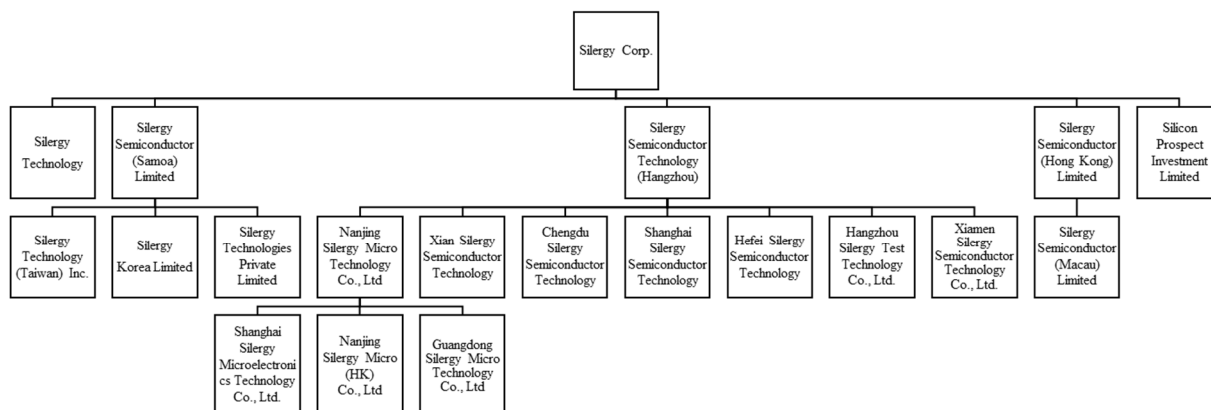 Silergy Corp.
Silergy
Technology
Silergy
Semiconductor
(Samoa)
Limited
Silergy
Semiconductor
Technology
(Hangzhou)
Silergy
Semiconductor
(Hong Kong)
Limited
Silicon
Prospect
Investment
Limited
Silergy
Technology
(Taiwan) Inc.
Silergy
Korea Limited
Silergy
Technologies
Private
Limited
Nanjing
Silergy Micro
Technology
Co., Ltd
Xian Silergy
Semiconductor
Technology
Chengdu
Silergy
Semiconductor
Technology
Shanghai
Silergy
Semiconductor
Technology
Hefei Silergy
Semiconductor
Technology
Hangzhou
Silergy Test
Technology
Co., Ltd.
Xiamen
Silergy
Semiconductor
Technology
Co., Ltd.
Silergy
Semiconductor
(Macau)
Limited
Shanghai
Silergy
Microelectroni
cs Technology
Co., Ltd.
Nanjing
Silergy Micro
(HK)
Co., Ltd
Guangdong
Silergy Micro
Technology
Co., Ltd